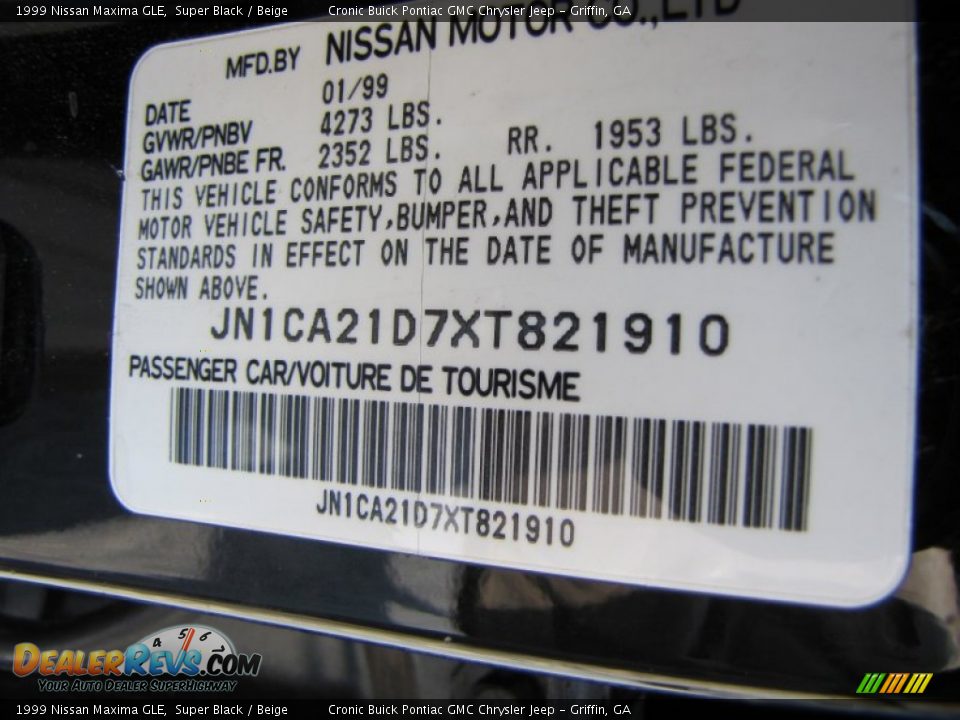 1999 Nissan Maxima GLE, Super Black / Beige Cronic Buick Pontiac GMC Chrysler Jeep - Griffin, GA
MFD.BY NISSAN MOTOR CO., LTD
DATE 01/99
GVWR/PNBV 4273 LBS.
GAWR/PNBE FR. 2352 LBS. RR. 1953 LBS.
THIS VEHICLE CONFORMS TO ALL APPLICABLE FEDERAL
MOTOR VEHICLE SAFETY,BUMPER,AND THEFT PREVENTION
STANDARDS IN EFFECT ON THE DATE OF MANUFACTURE
SHOWN ABOVE.
JN1CA21D7XT821910
PASSENGER CAR/VOITURE DE TOURISME
JN1CA21D7XT821910
4 5 6
DealerRevs.com
Your Auto Dealer SuperHighway
1999 Nissan Maxima GLE, Super Black / Beige Cronic Buick Pontiac GMC Chrysler Jeep - Griffin, GA